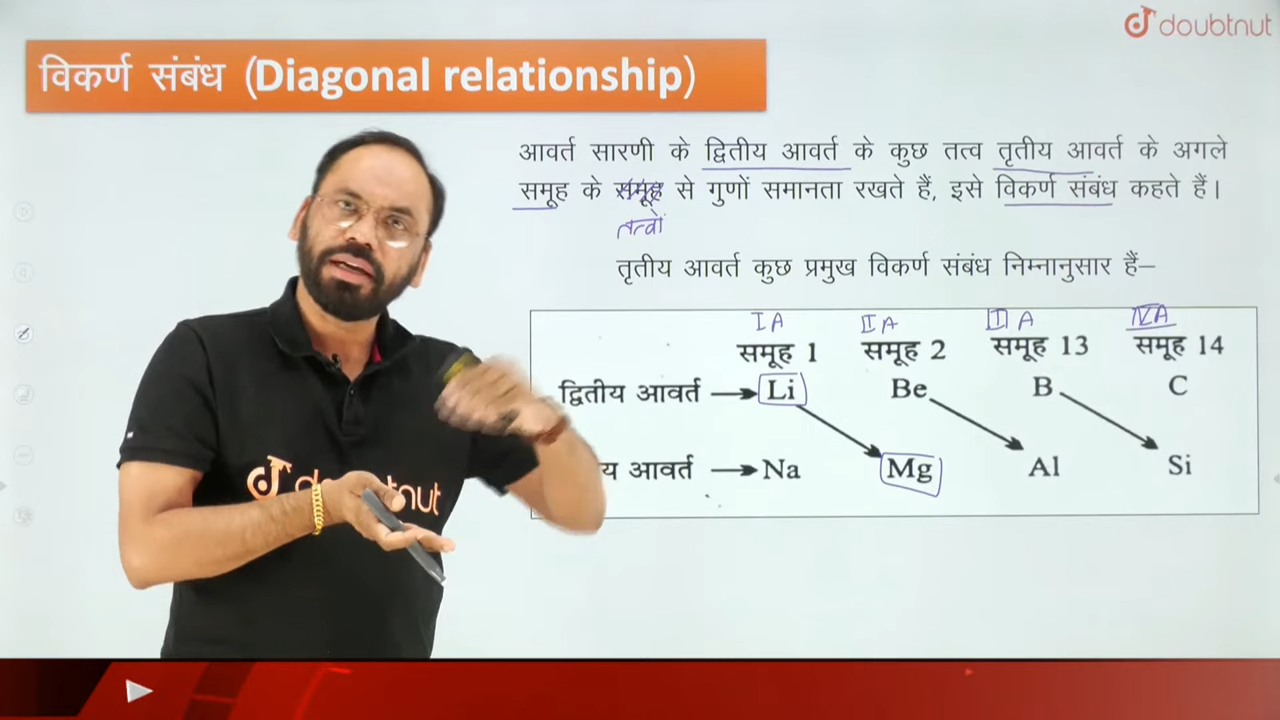 doubtnut
विकर्ण संबंध (Diagonal relationship)
आवर्त सारणी के द्वितीय आवर्त के कुछ तत्व तृतीय आवर्त के अगले
समूह के समूह से गुणों समानता रखते हैं, इसे विकर्ण संबंध कहते हैं।
तत्वों
तृतीय आवर्त कुछ प्रमुख विकर्ण संबंध निम्नानुसार हैं–
IA IIA III A IVA
समूह 1 समूह 2 समूह 13 समूह 14
द्वितीय आवर्त Li Be B C
य आवर्त Na Mg Al Si